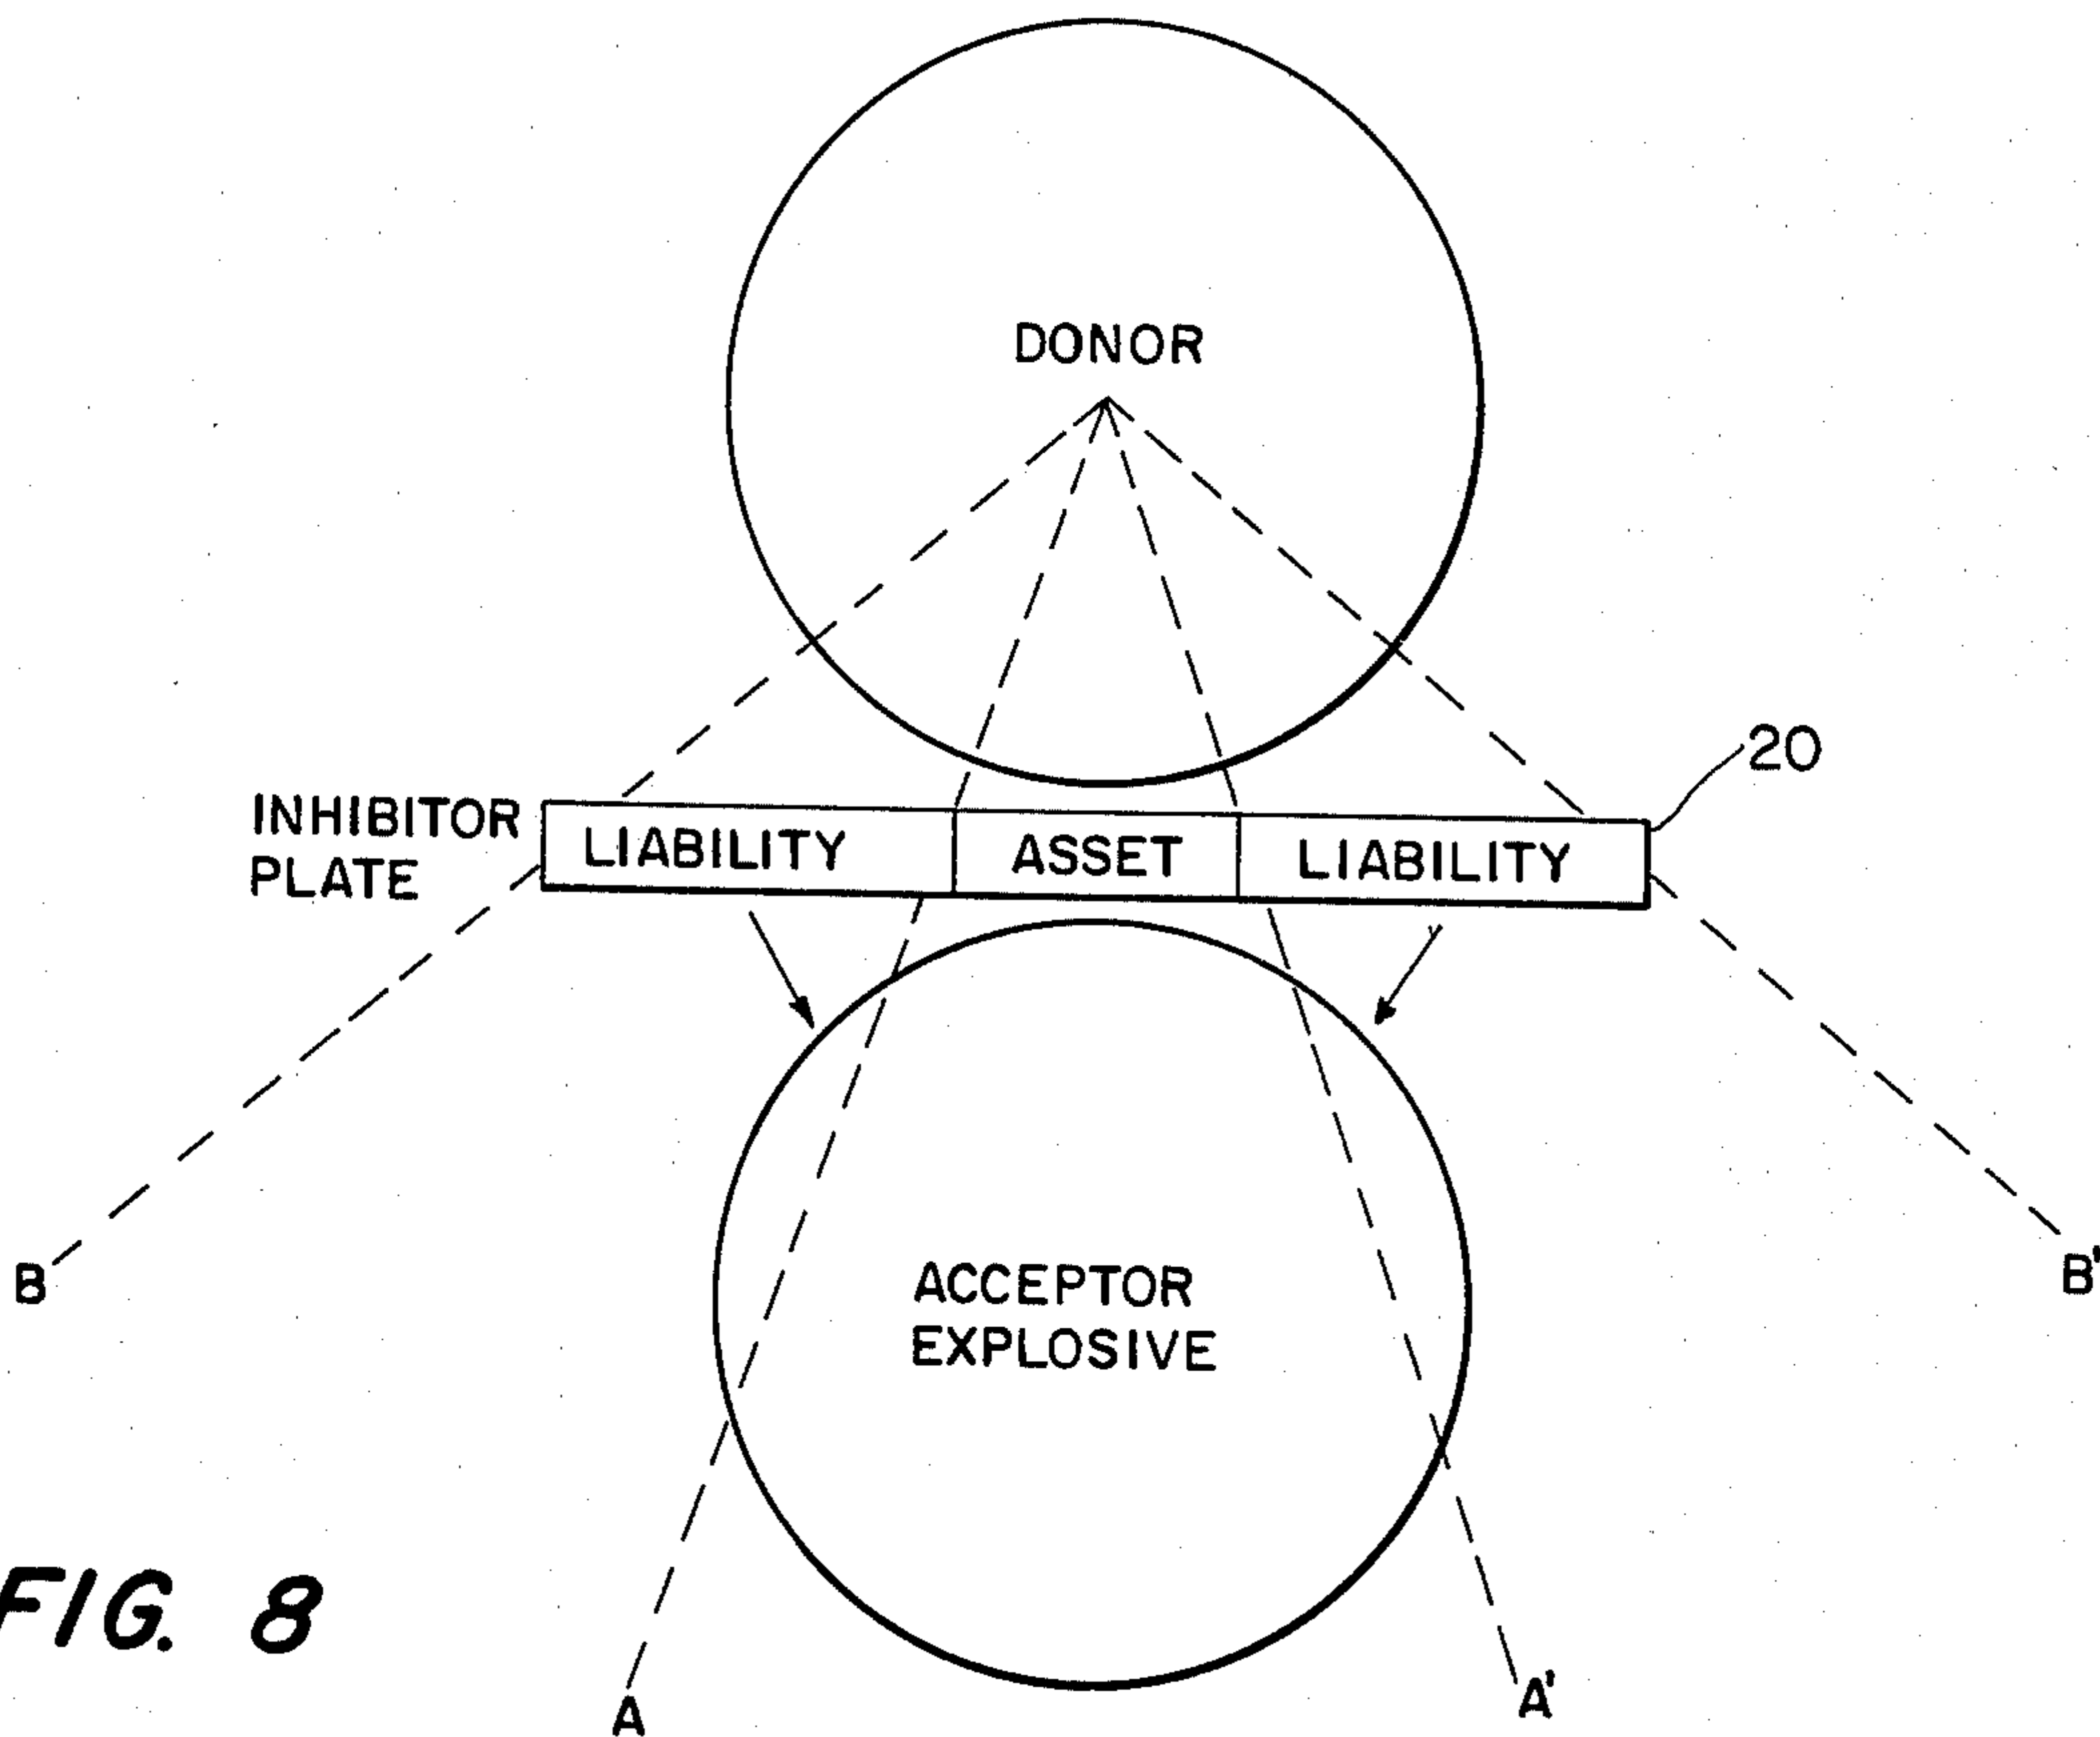 DONOR
20
INHIBITOR
PLATE
LIABILITY
ASSET
LIABILITY
ACCEPTOR
EXPLOSIVE
B
B'
FIG. 8
A
A'